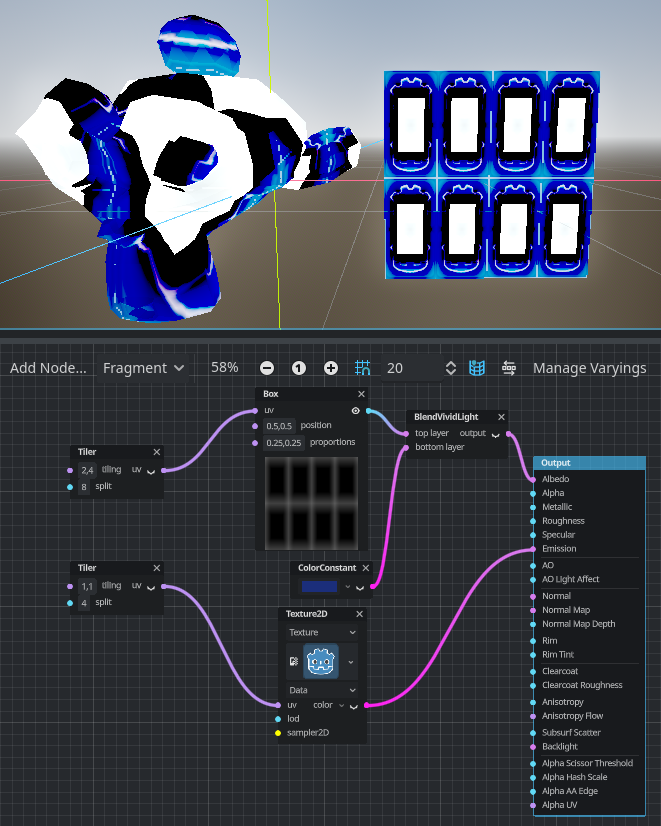 Add Node... Fragment 58% 1 20 Manage Varyings
Box
uv
0.5,0.5 position
0.25,0.25 proportions
BlendVividLight
top layer output
bottom layer
Tiler
2,4 tiling uv
8 split
Output
Albedo
Alpha
Metallic
Roughness
Specular
Emission
AO
AO Light Affect
Normal
Normal Map
Normal Map Depth
Rim
Rim Tint
Clearcoat
Clearcoat Roughness
Anisotropy
Anisotropy Flow
Subsurf Scatter
Backlight
Alpha Scissor Threshold
Alpha Hash Scale
Alpha AA Edge
Alpha UV
Tiler
1,1 tiling uv
4 split
ColorConstant
Texture2D
Texture
Data
uv color
lod
sampler2D